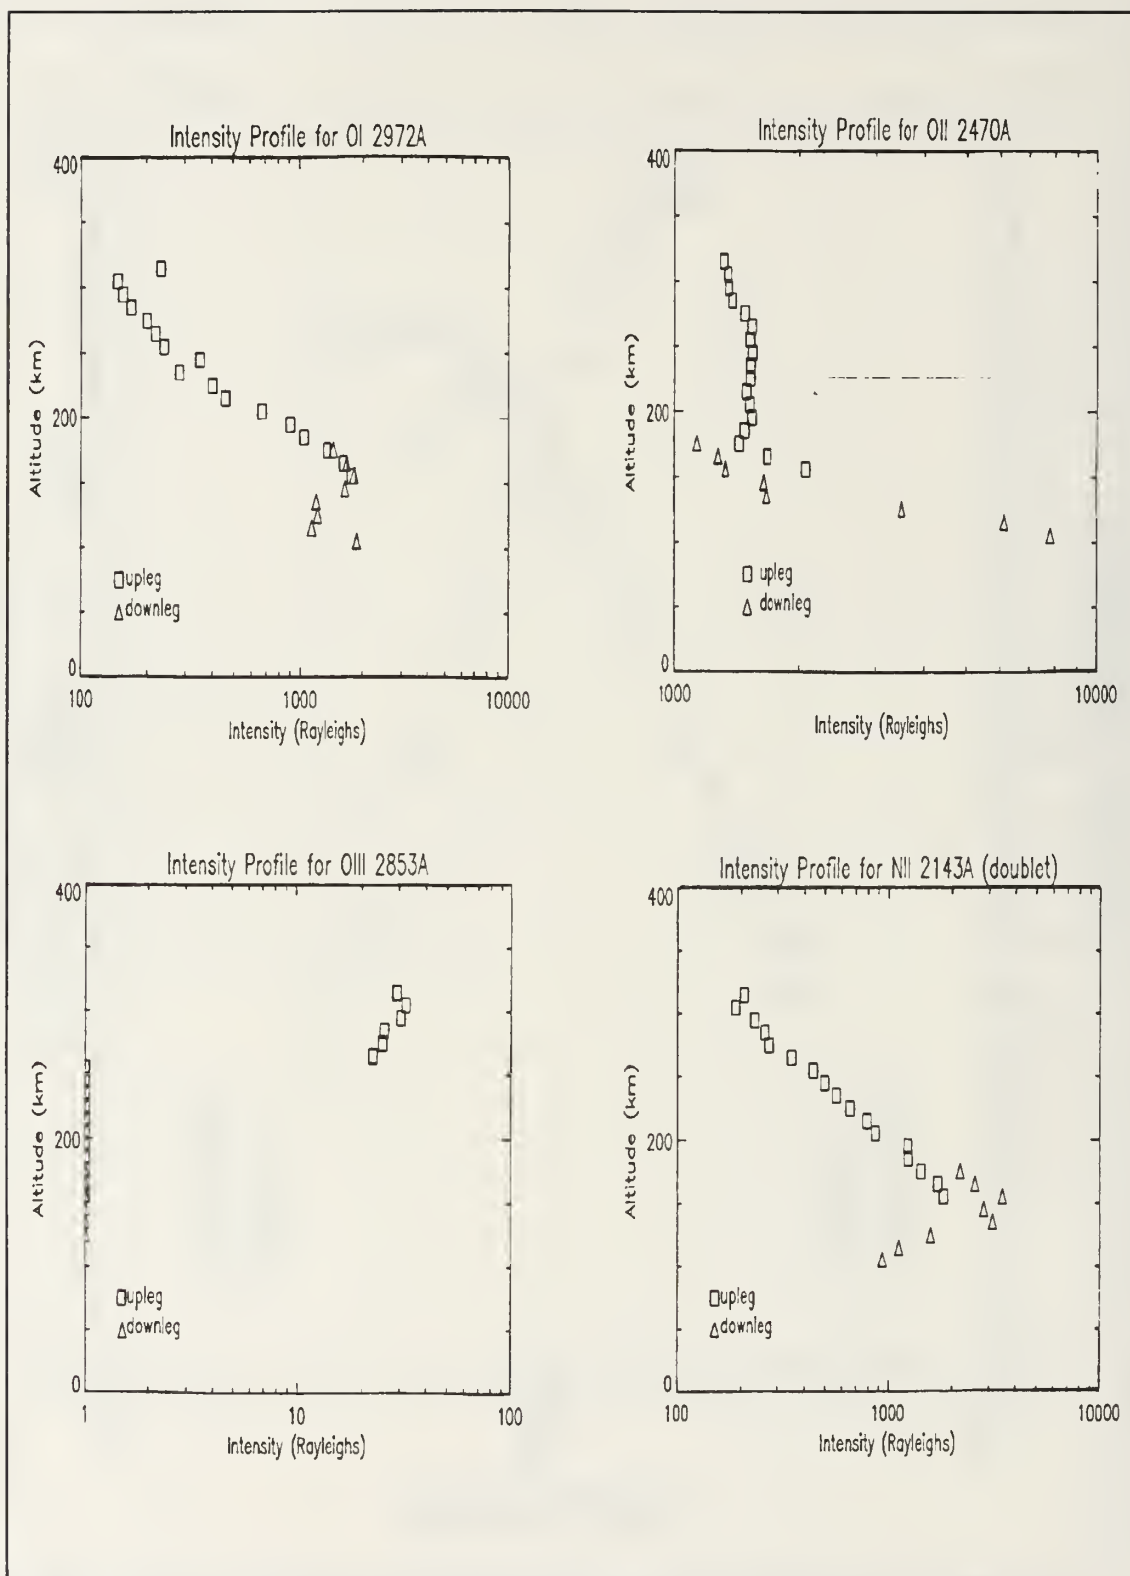 Intensity Profile for OI 2972A
400
200
0
Altitude (km)
upleg
downleg
100 1000 10000
Intensity (Rayleighs)
Intensity Profile for OII 2470A
400
200
0
Altitude (km)
upleg
downleg
1000 10000
Intensity (Rayleighs)
Intensity Profile for OIII 2853A
400
200
0
Altitude (km)
upleg
downleg
1 10 100
Intensity (Rayleighs)
Intensity Profile for NII 2143A (doublet)
400
200
0
Altitude (km)
upleg
downleg
100 1000 10000
Intensity (Rayleighs)